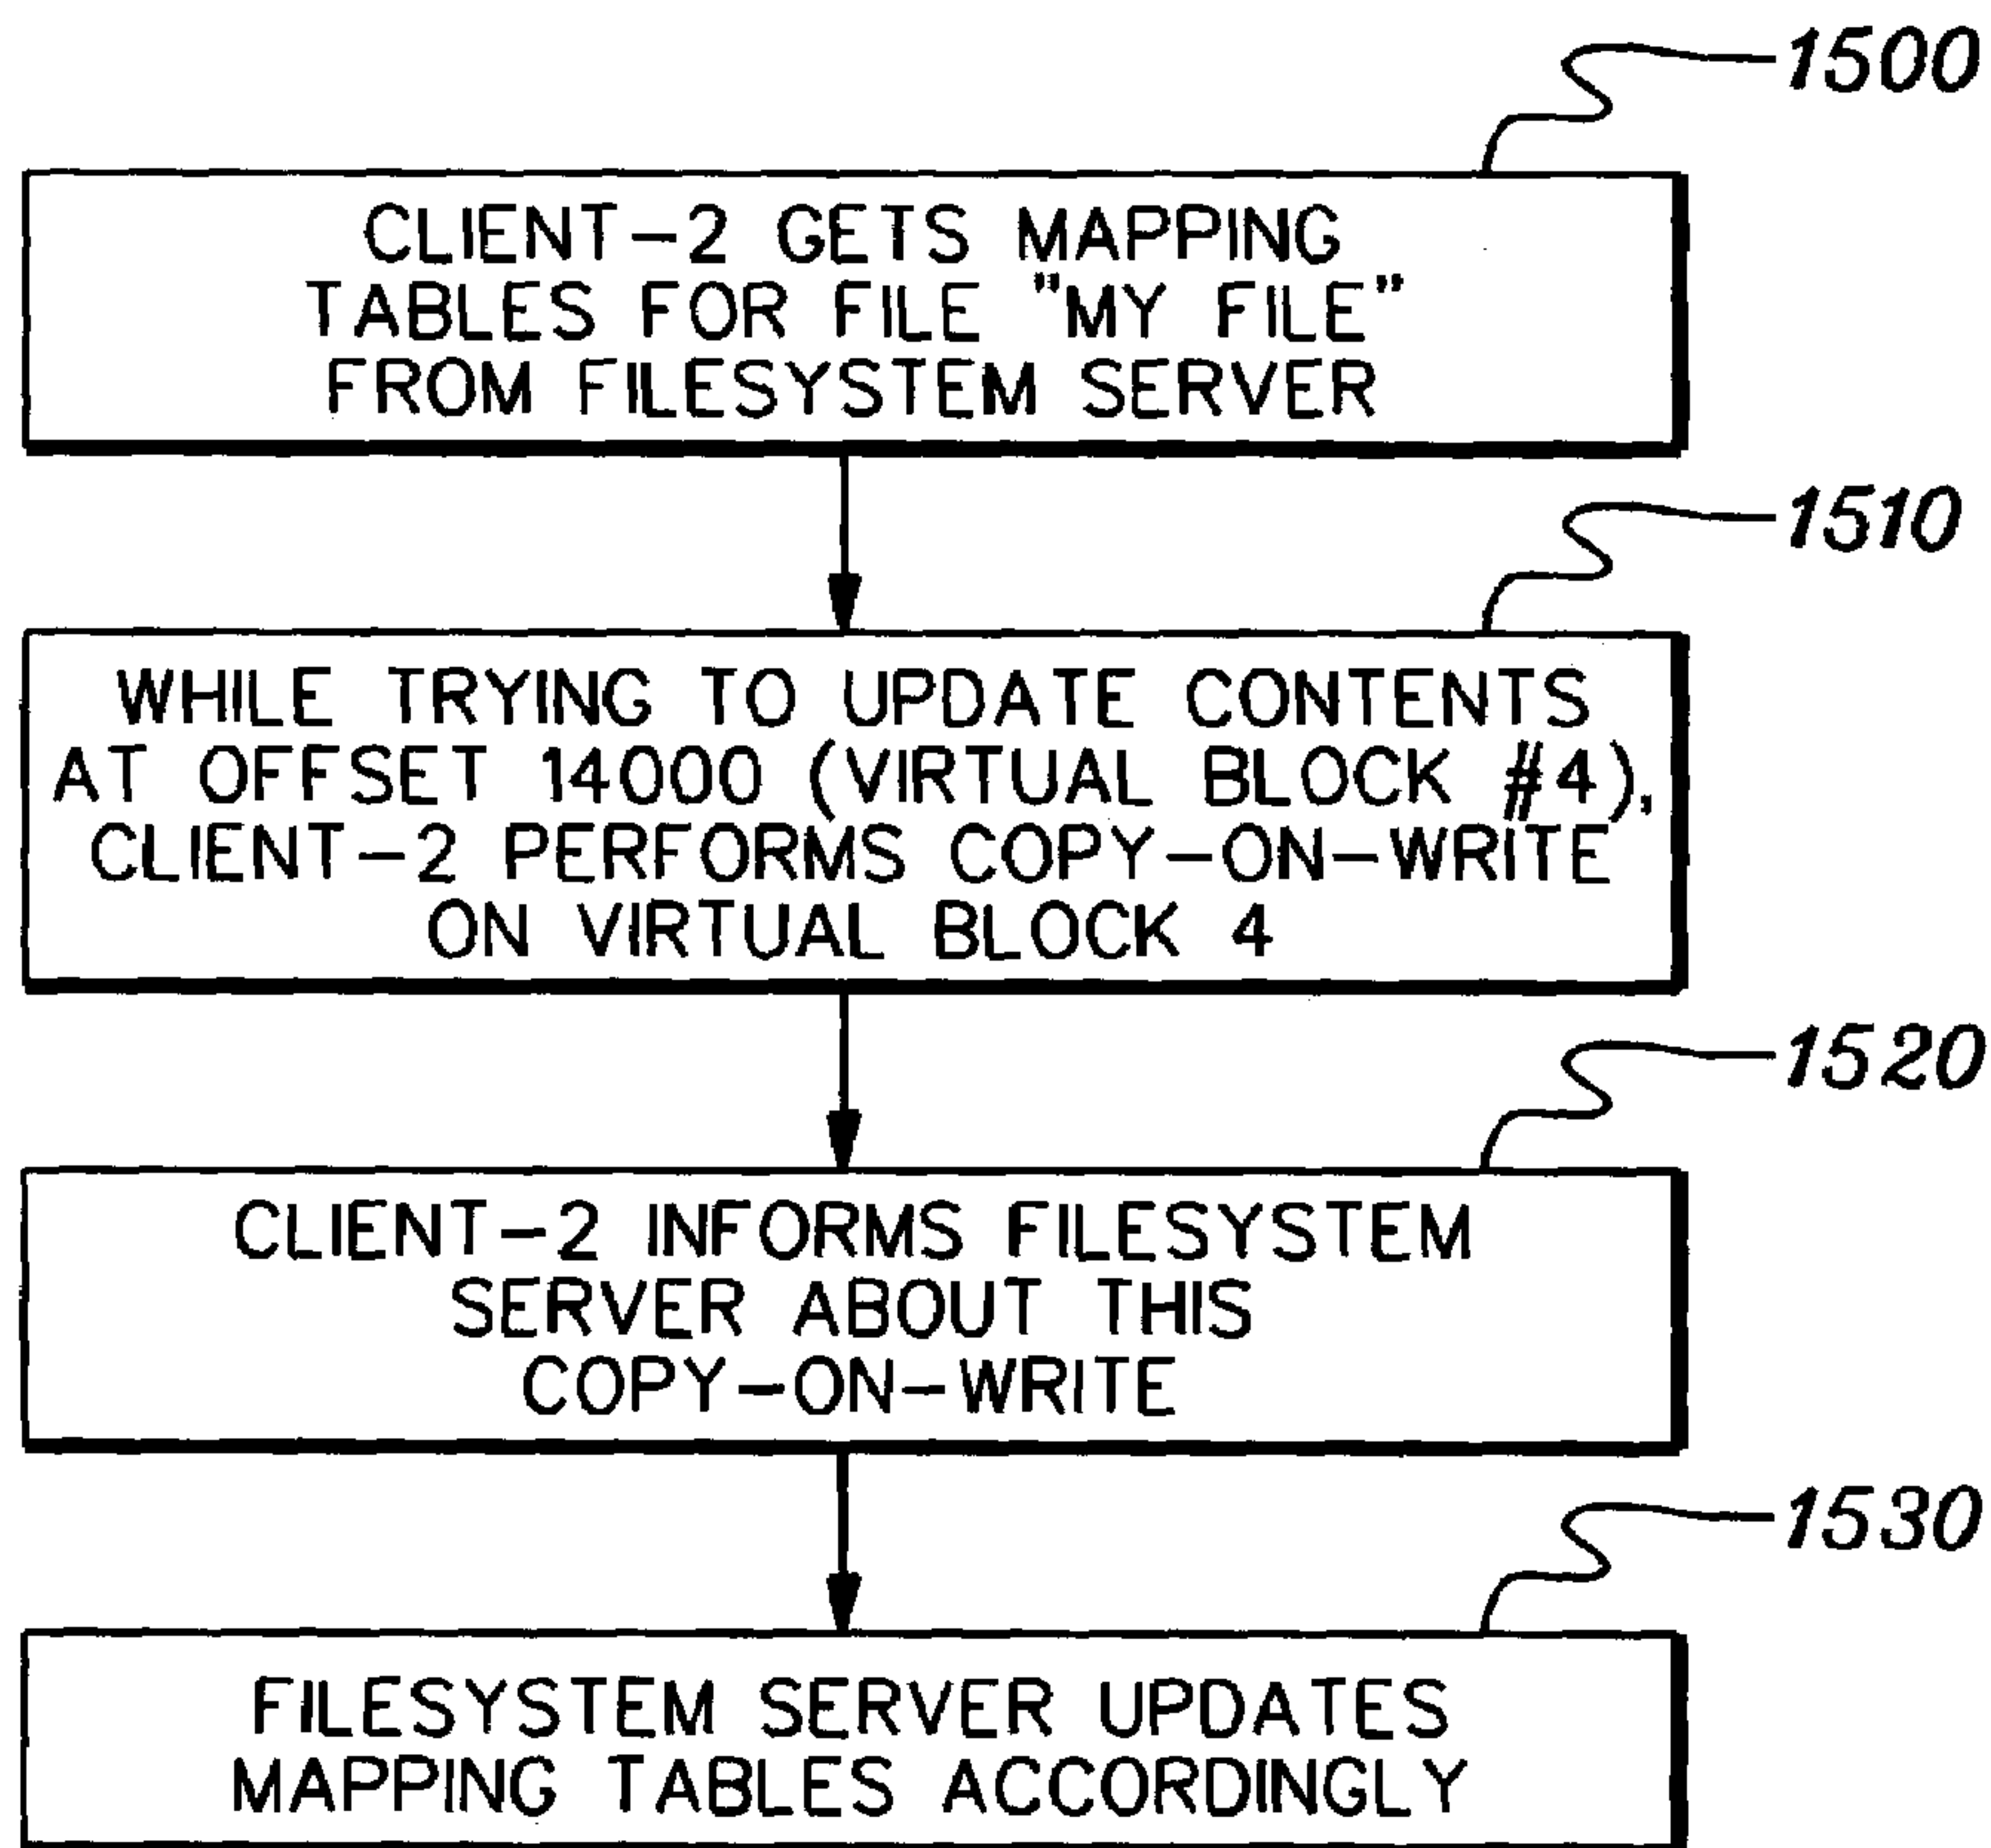 1500
CLIENT-2 GETS MAPPING
TABLES FOR FILE "MY FILE"
FROM FILESYSTEM SERVER
1510
WHILE TRYING TO UPDATE CONTENTS
AT OFFSET 14000 (VIRTUAL BLOCK #4),
CLIENT-2 PERFORMS COPY-ON-WRITE
ON VIRTUAL BLOCK 4
1520
CLIENT-2 INFORMS FILESYSTEM
SERVER ABOUT THIS
COPY-ON-WRITE
1530
FILESYSTEM SERVER UPDATES
MAPPING TABLES ACCORDINGLY